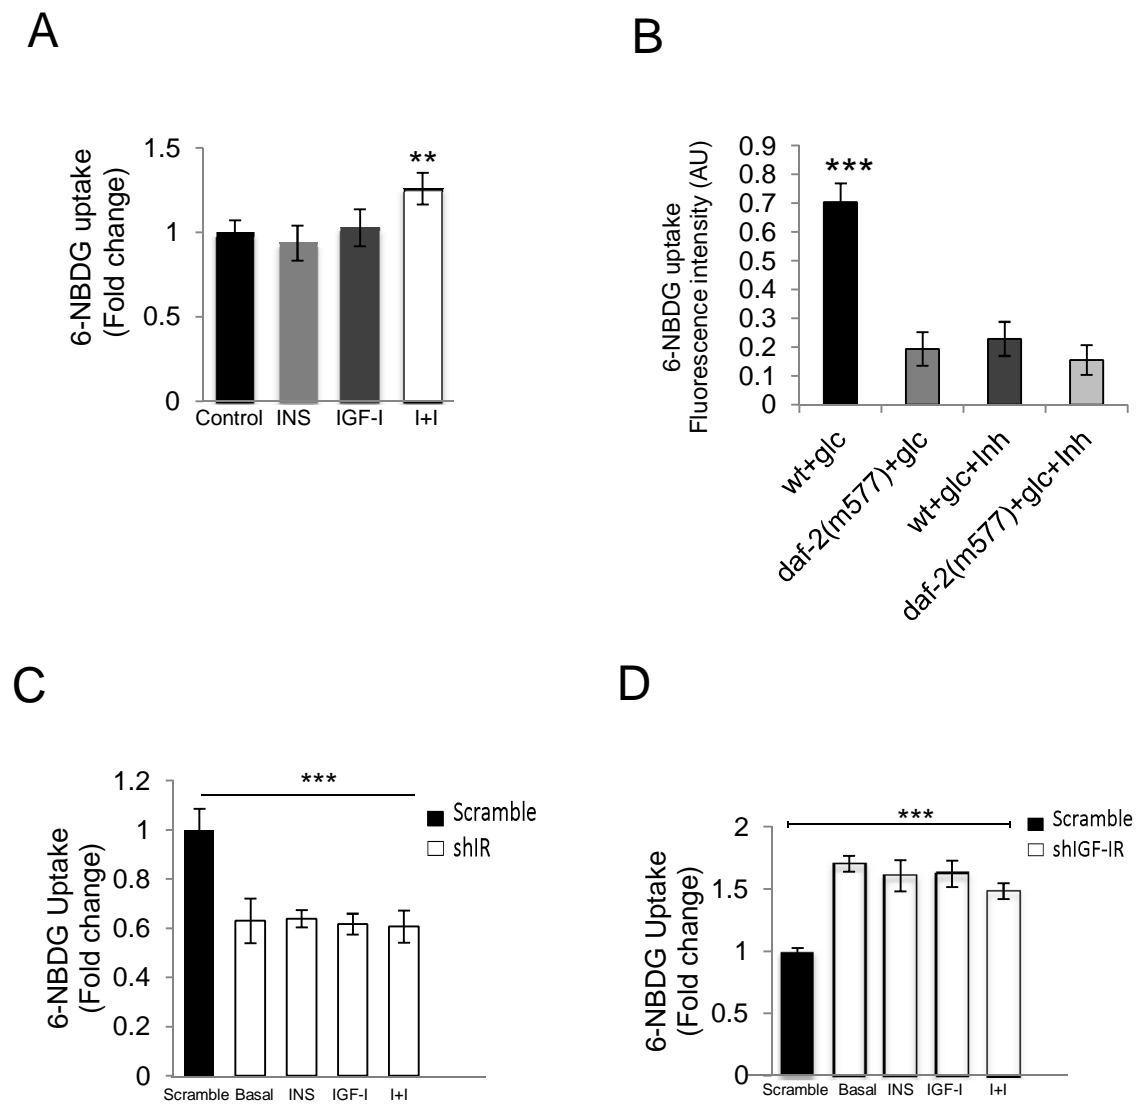 A
6-NBDG uptake
(Fold change)
1.5
1
0.5
0
**
Control INS IGF-I I+I
B
6-NBDG uptake
Fluorescence intensity (AU)
0.9
0.8
0.7
0.6
0.5
0.4
0.3
0.2
0.1
0
***
wt+glc
daf-2(m577)+glc
wt+glc+Inh
daf-2(m577)+glc+Inh
C
6-NBDG Uptake
(Fold change)
1.2
1
0.8
0.6
0.4
0.2
0
***
Scramble
shIR
Scramble Basal INS IGF-I I+I
D
6-NBDG Uptake
(Fold change)
2
1.5
1
0.5
0
***
Scramble
shIGF-IR
Scramble Basal INS IGF-I I+I